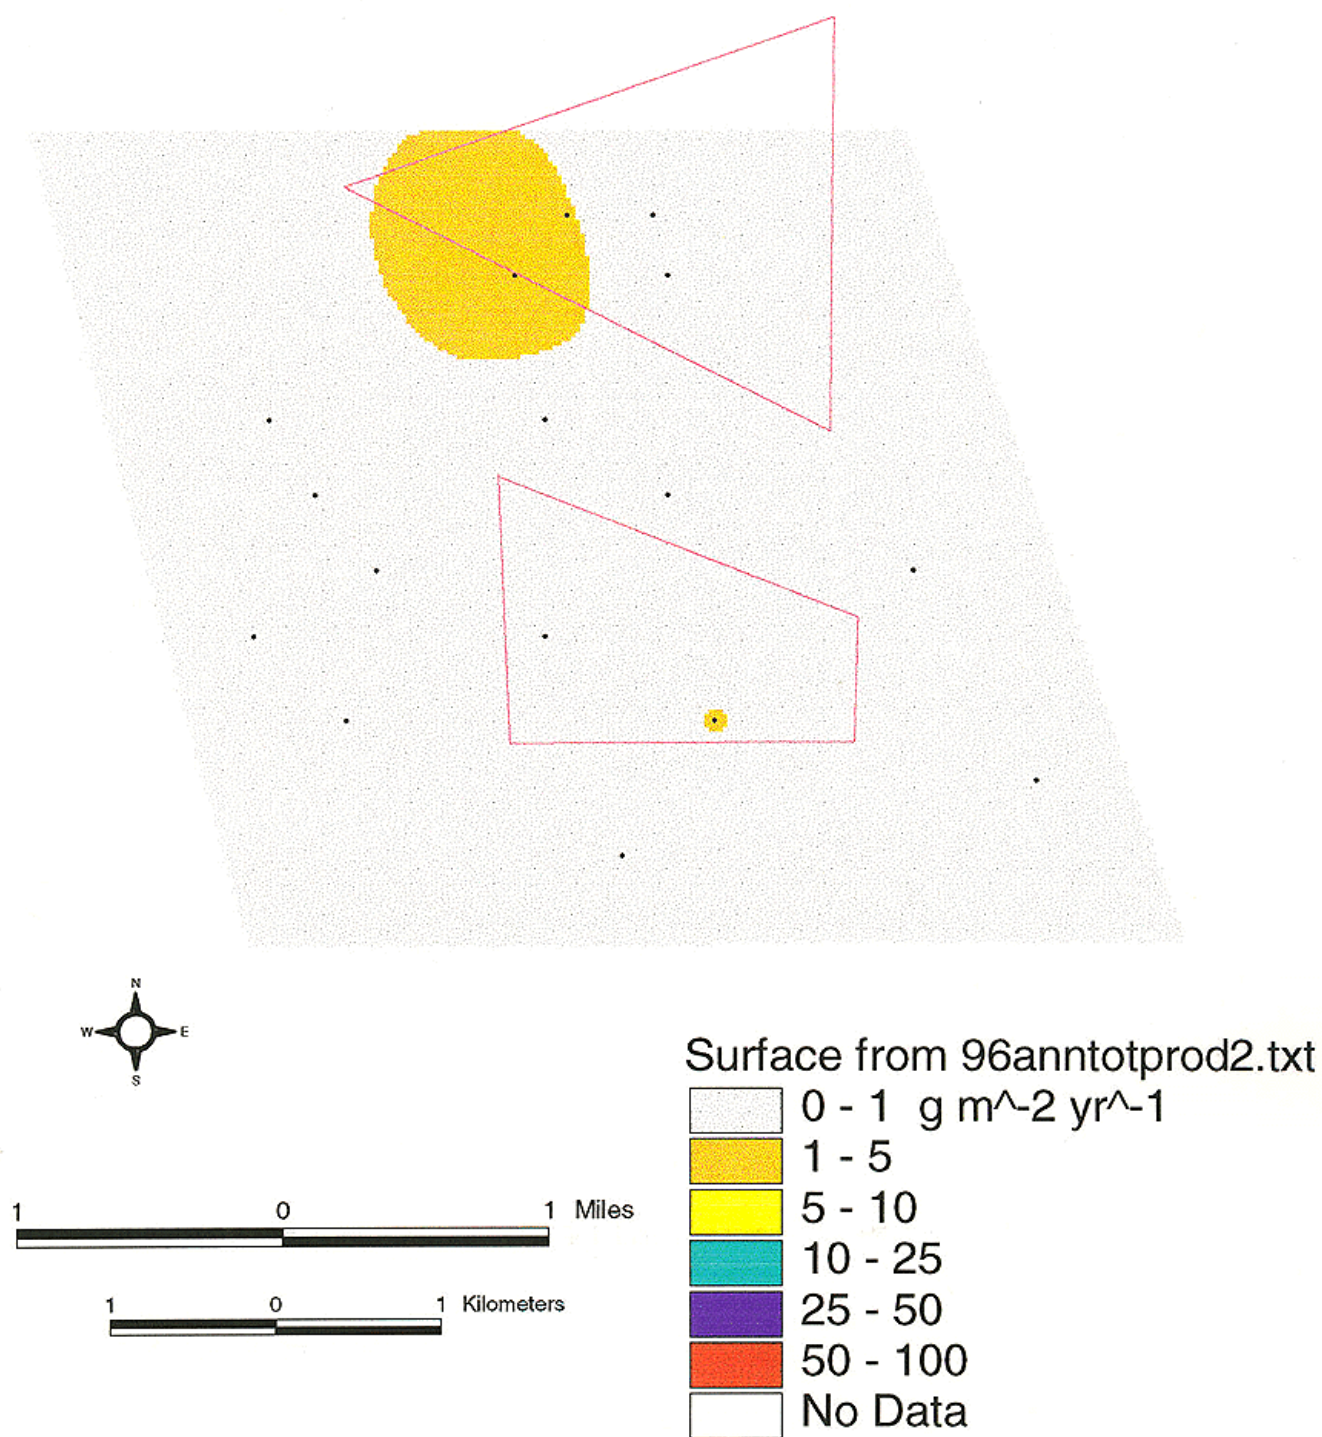 N
W E
S
Surface from 96anntotprod2.txt
0 - 1 g m^-2 yr^-1
1 - 5
5 - 10
10 - 25
25 - 50
50 - 100
No Data
1 0 1 Miles
1 0 1 Kilometers